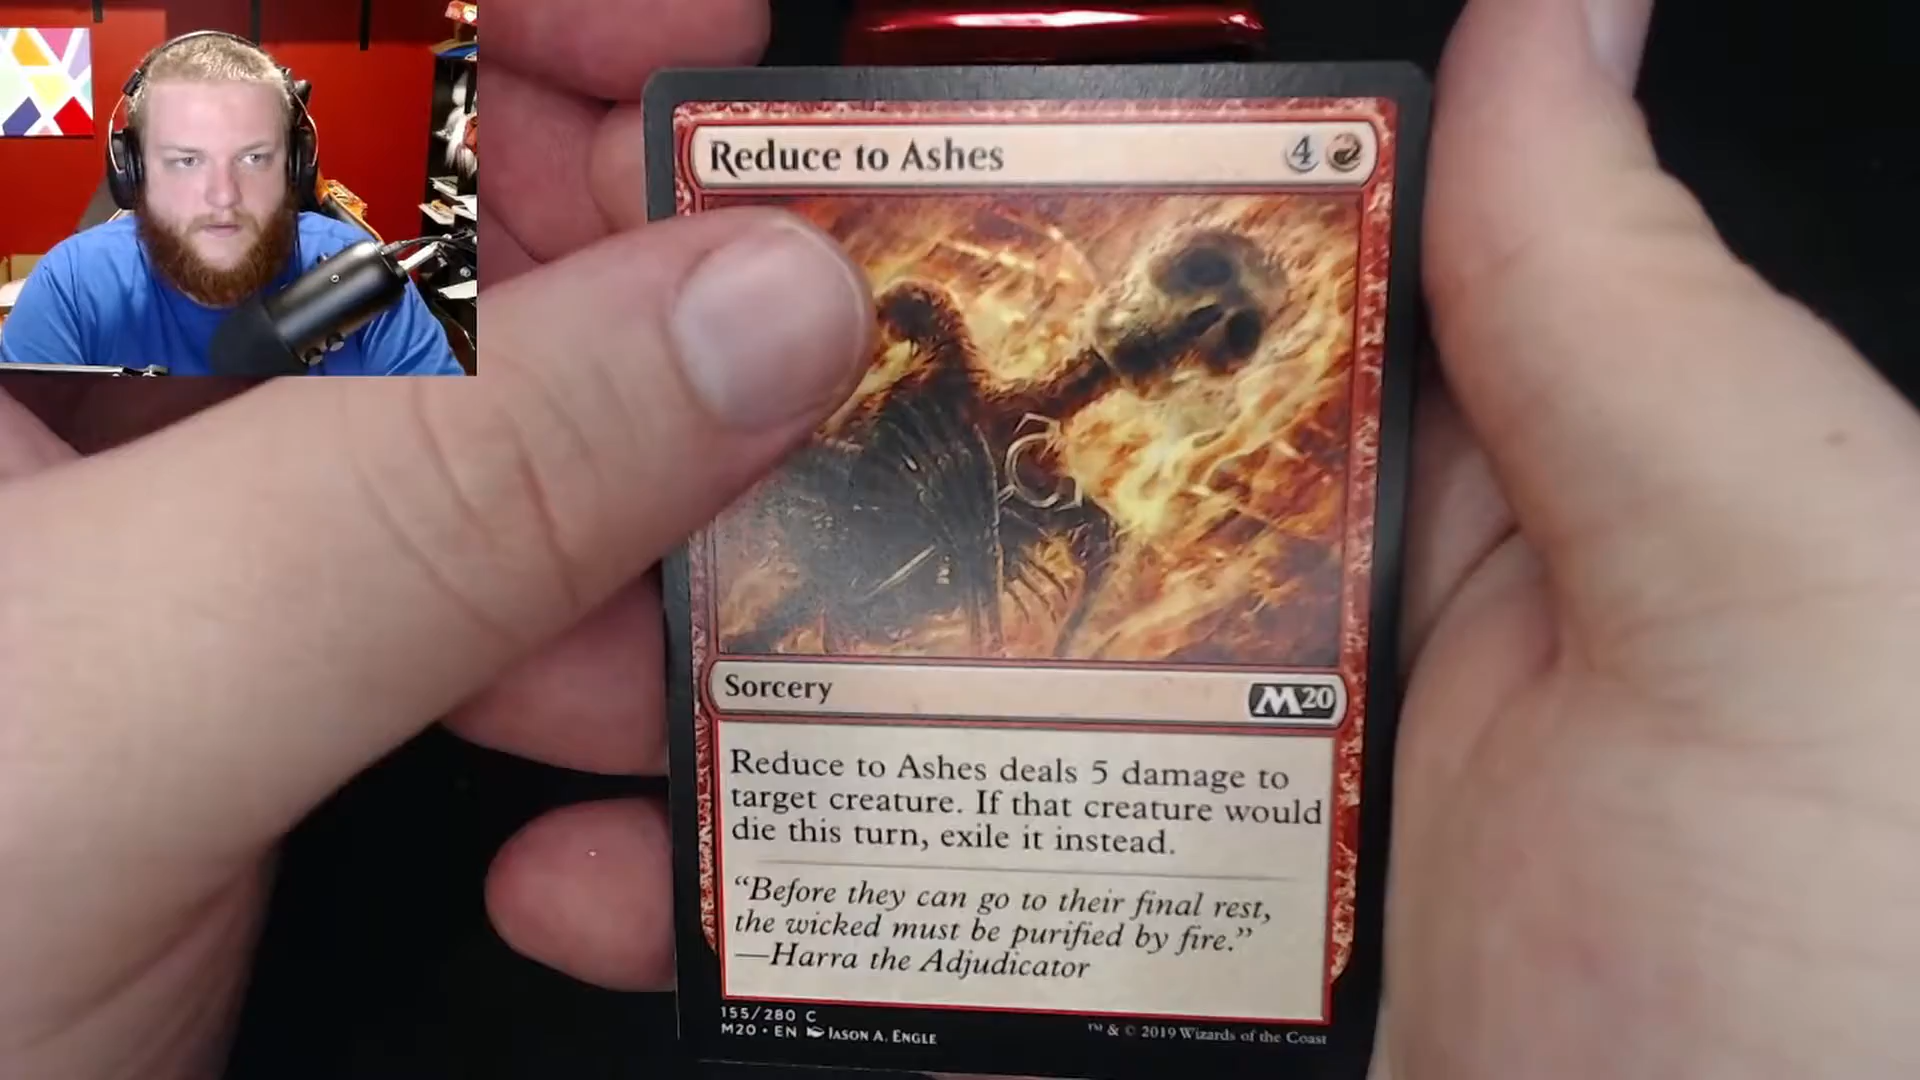 Reduce to Ashes 4
Sorcery M20
Reduce to Ashes deals 5 damage to
target creature. If that creature would
die this turn, exile it instead.
“Before they can go to their final rest,
the wicked must be purified by fire.”
—Harra the Adjudicator
155/280 C
M20 • EN Jason A. Engle
™ & © 2019 Wizards of the Coast